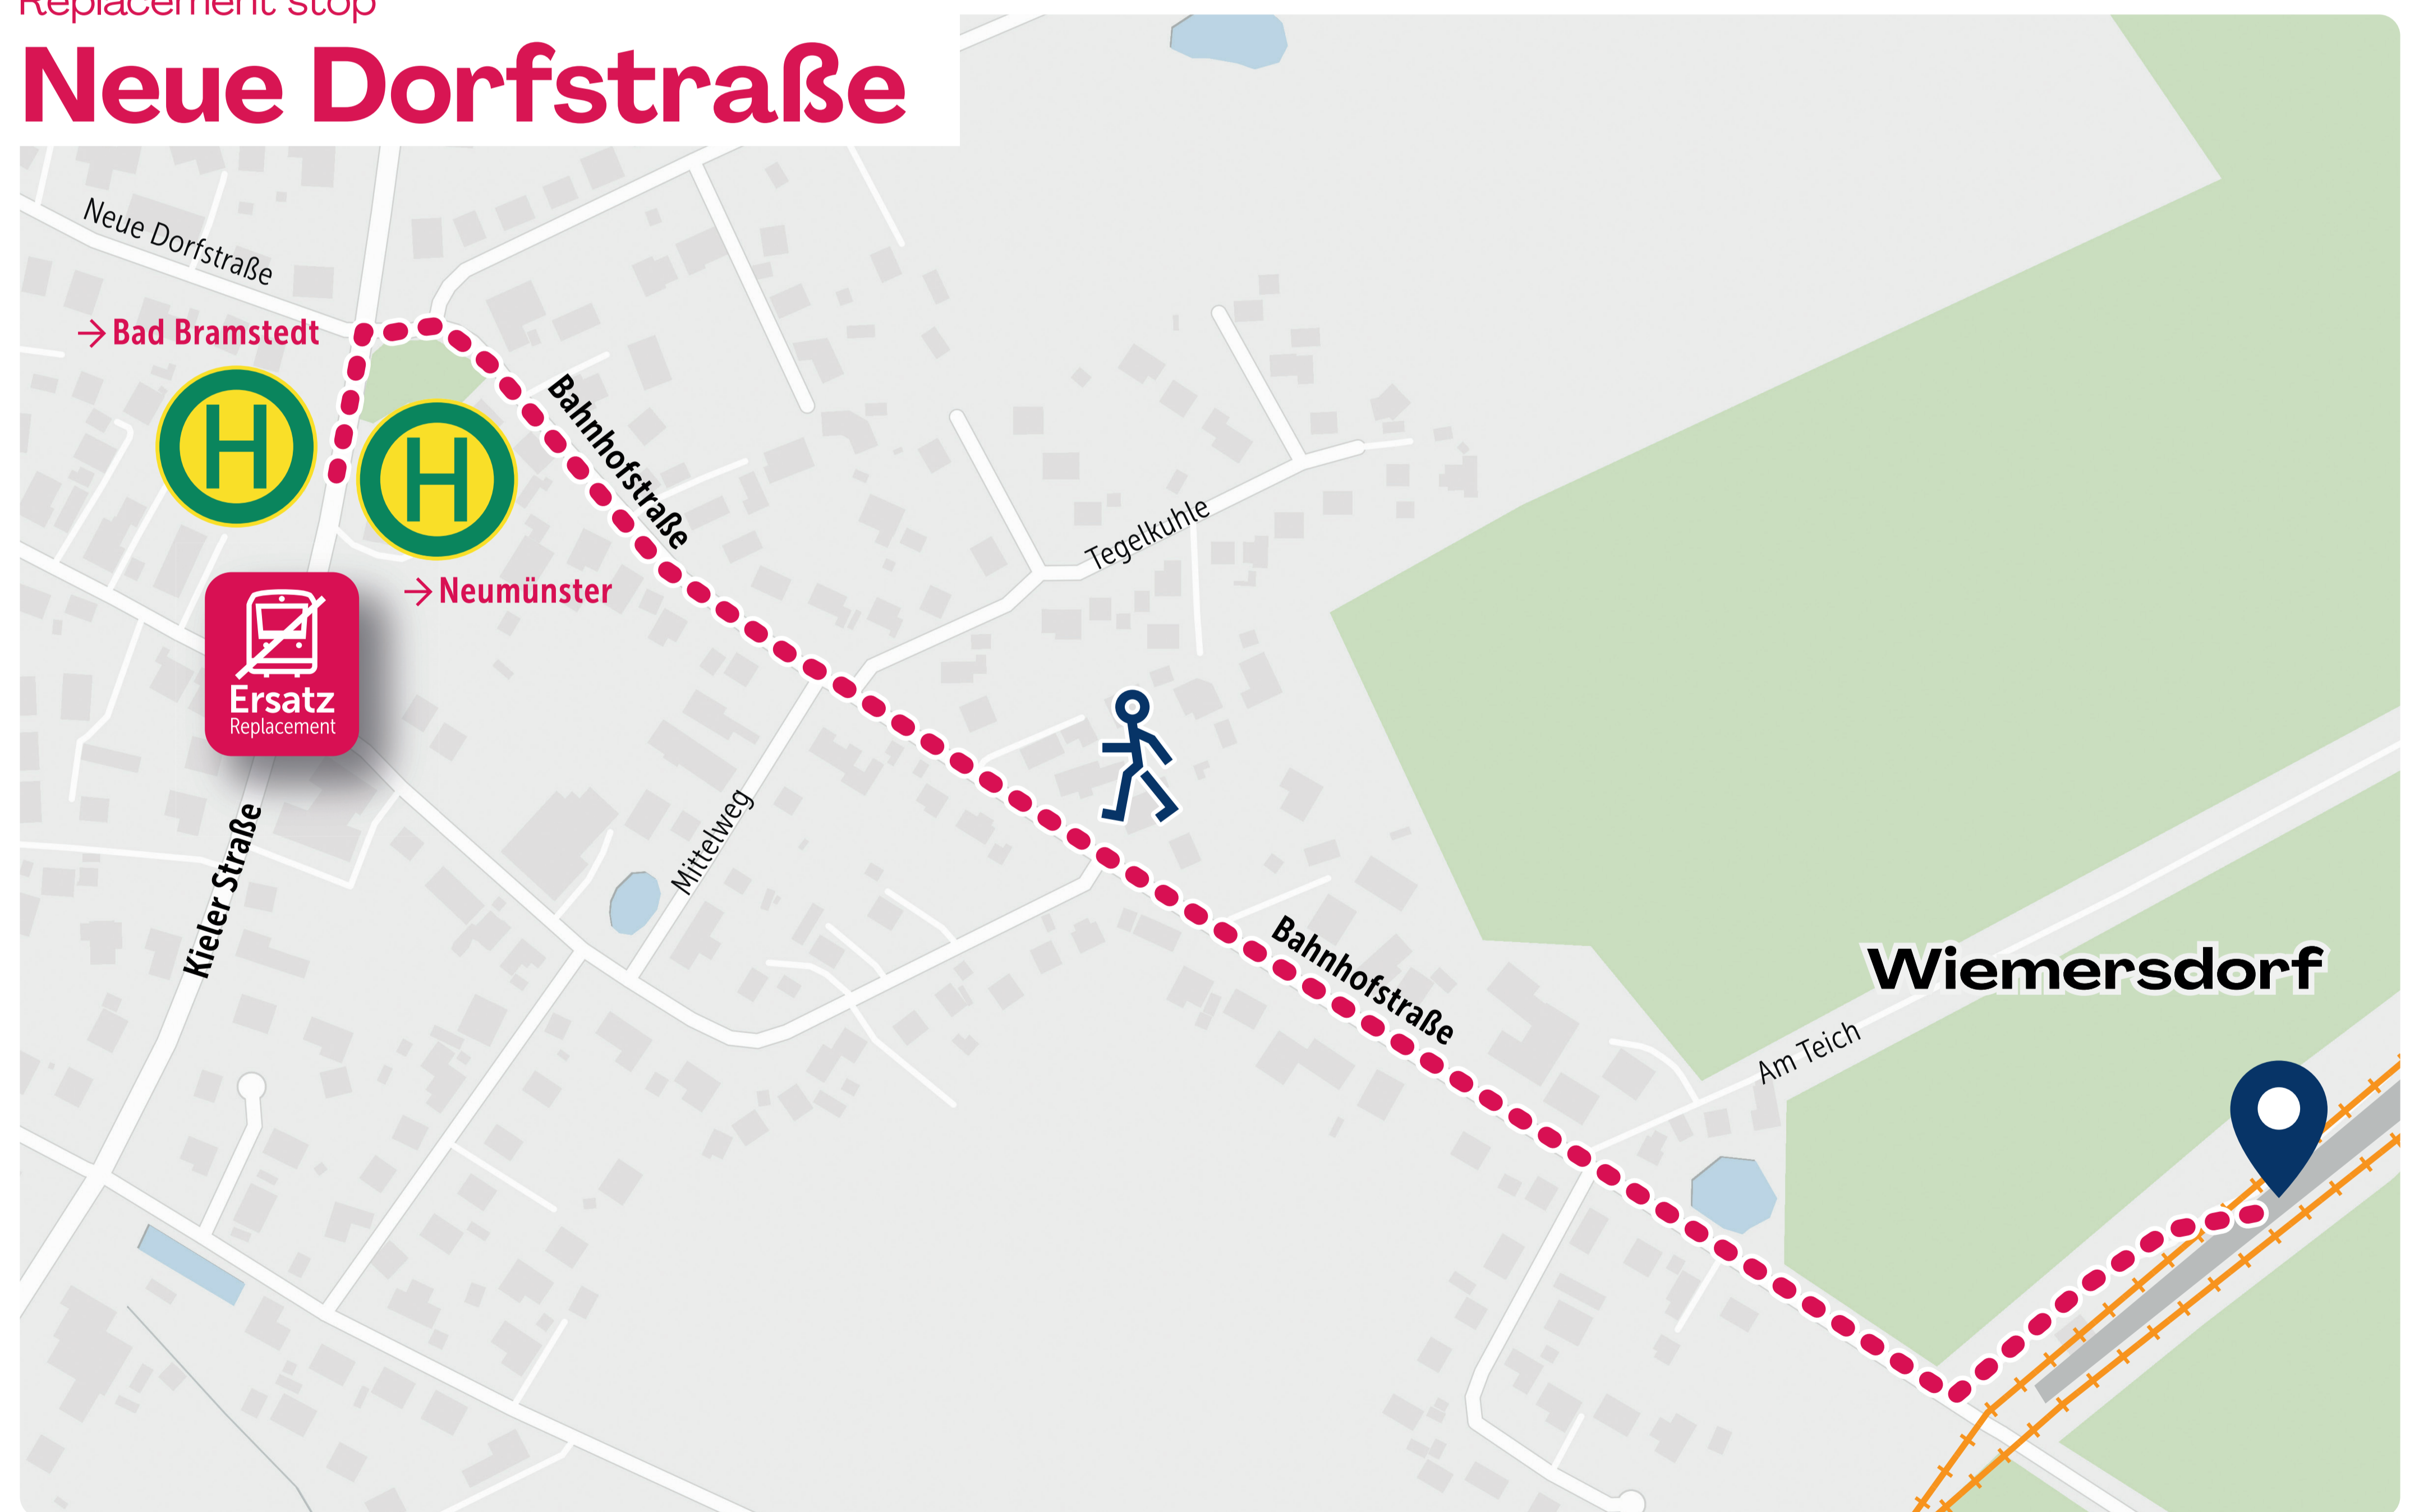 Replacement stop
Neue Dorfstraße
Neue Dorfstraße
→ Bad Bramstedt
H
H
Bahnhofstraße
→ Neumünster
Tegelkuhle
Ersatz
Replacement
Mittelweg
Kieler Straße
Bahnhofstraße
Wiemersdorf
Am Teich